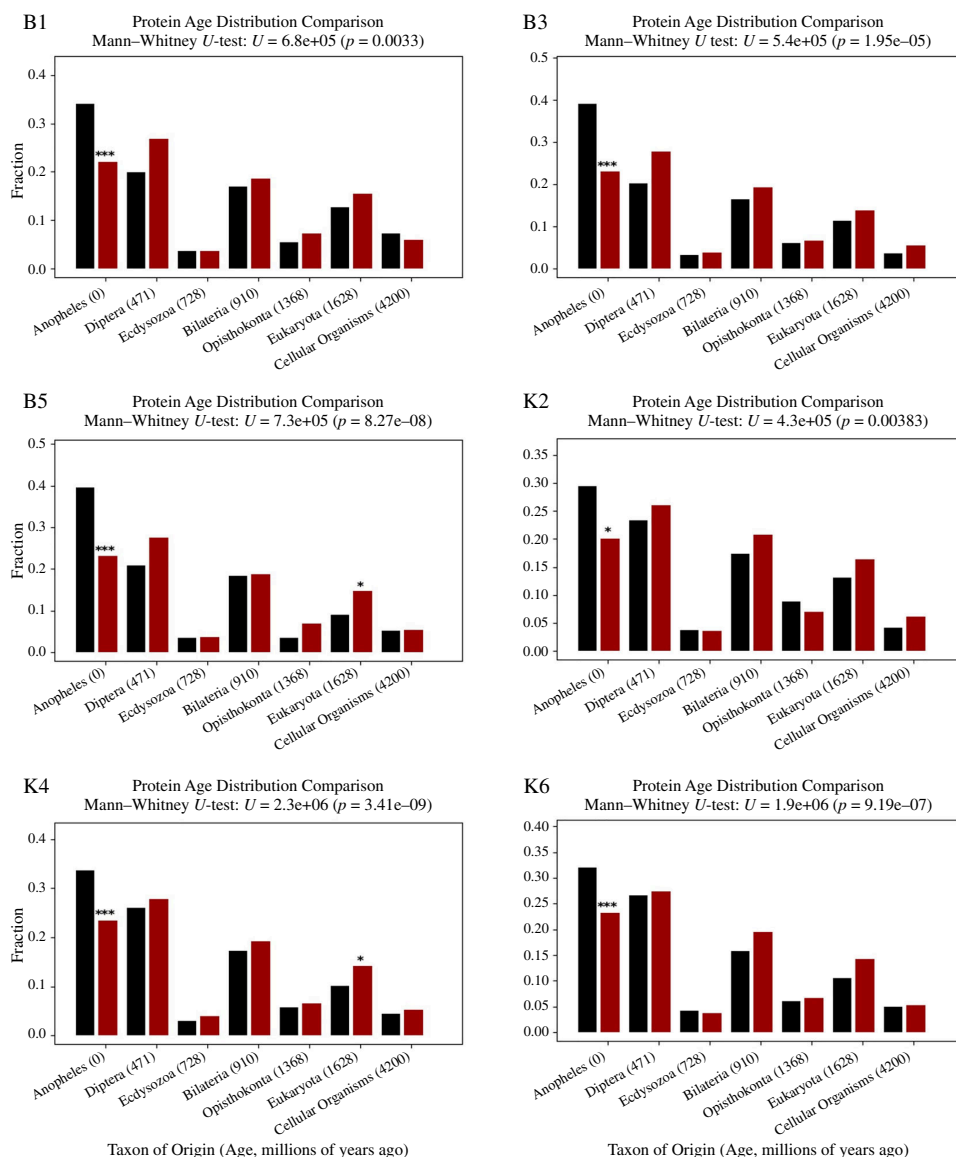 B1
Protein Age Distribution Comparison
Mann–Whitney U-test: U = 6.8e+05 (p = 0.0033)
0.4
0.3
0.2
0.1
0.0
Fraction
***
Anopheles (0)
Diptera (471)
Ecdysozoa (728)
Bilateria (910)
Opisthokonta (1368)
Eukaryota (1628)
Cellular Organisms (4200)
B3
Protein Age Distribution Comparison
Mann–Whitney U test: U = 5.4e+05 (p = 1.95e–05)
0.5
0.4
0.3
0.2
0.1
0.0
***
Anopheles (0)
Diptera (471)
Ecdysozoa (728)
Bilateria (910)
Opisthokonta (1368)
Eukaryota (1628)
Cellular Organisms (4200)
B5
Protein Age Distribution Comparison
Mann–Whitney U-test: U = 7.3e+05 (p = 8.27e–08)
0.5
0.4
0.3
0.2
0.1
0.0
Fraction
***
*
Anopheles (0)
Diptera (471)
Ecdysozoa (728)
Bilateria (910)
Opisthokonta (1368)
Eukaryota (1628)
Cellular Organisms (4200)
K2
Protein Age Distribution Comparison
Mann–Whitney U-test: U = 4.3e+05 (p = 0.00383)
0.35
0.30
0.25
0.20
0.15
0.10
0.05
0.00
*
Anopheles (0)
Diptera (471)
Ecdysozoa (728)
Bilateria (910)
Opisthokonta (1368)
Eukaryota (1628)
Cellular Organisms (4200)
K4
Protein Age Distribution Comparison
Mann–Whitney U-test: U = 2.3e+06 (p = 3.41e–09)
0.4
0.3
0.2
0.1
0.0
Fraction
***
*
Anopheles (0)
Diptera (471)
Ecdysozoa (728)
Bilateria (910)
Opisthokonta (1368)
Eukaryota (1628)
Cellular Organisms (4200)
Taxon of Origin (Age, millions of years ago)
K6
Protein Age Distribution Comparison
Mann–Whitney U-test: U = 1.9e+06 (p = 9.19e–07)
0.40
0.35
0.30
0.25
0.20
0.15
0.10
0.05
0.00
***
Anopheles (0)
Diptera (471)
Ecdysozoa (728)
Bilateria (910)
Opisthokonta (1368)
Eukaryota (1628)
Cellular Organisms (4200)
Taxon of Origin (Age, millions of years ago)